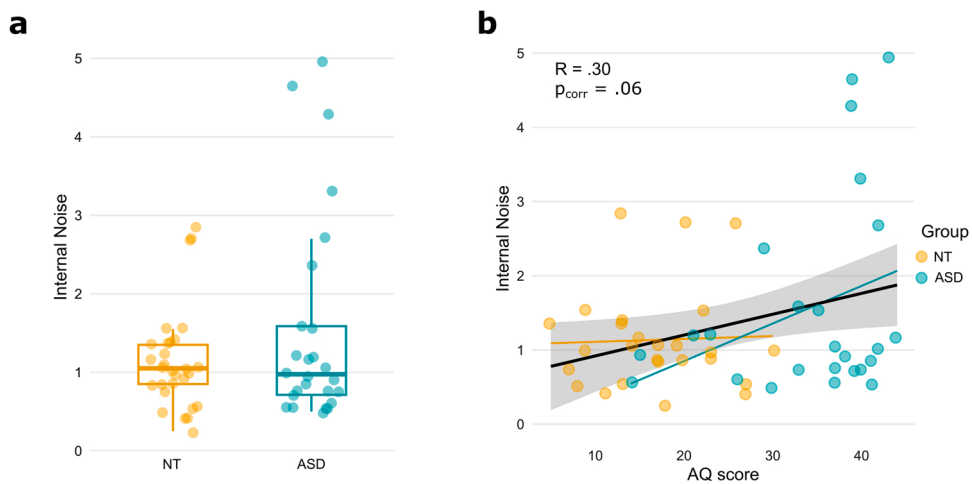 a
5
4
3
2
1
0
Internal Noise
NT
ASD
b
R = .30
pcorr = .06
5
4
3
2
1
0
Internal Noise
10
20
30
40
AQ score
Group
NT
ASD